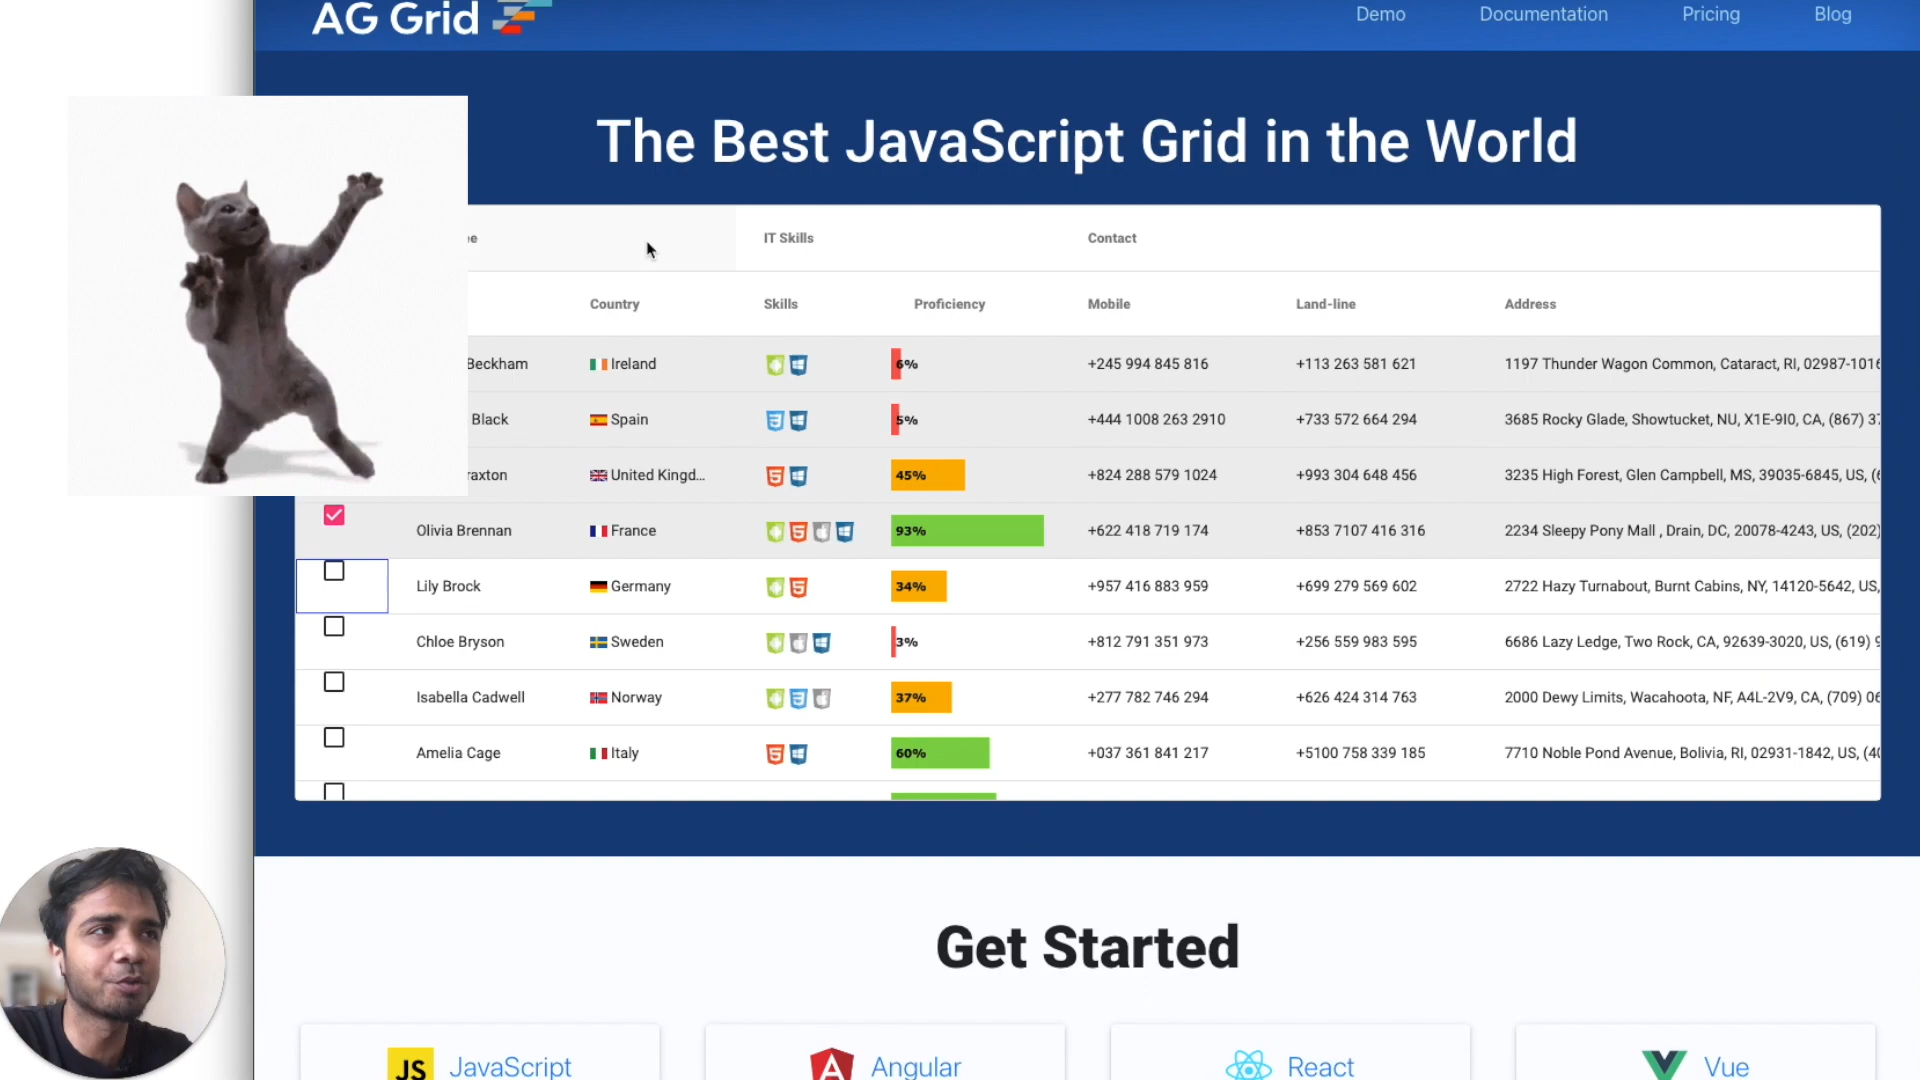 AG Grid
Demo Documentation Pricing Blog
The Best JavaScript Grid in the World
IT Skills Contact
Country Skills Proficiency Mobile Land-line Address
Beckham Ireland 6% +245 994 845 816 +113 263 581 621 1197 Thunder Wagon Common, Cataract, RI, 02987-1016
Black Spain 5% +444 1008 263 2910 +733 572 664 294 3685 Rocky Glade, Showtucket, NU, X1E-9I0, CA, (867) 37
raxton United Kingd... 45% +824 288 579 1024 +993 304 648 456 3235 High Forest, Glen Campbell, MS, 39035-6845, US, (
Olivia Brennan France 93% +622 418 719 174 +853 7107 416 316 2234 Sleepy Pony Mall , Drain, DC, 20078-4243, US, (202)
Lily Brock Germany 34% +957 416 883 959 +699 279 569 602 2722 Hazy Turnabout, Burnt Cabins, NY, 14120-5642, US,
Chloe Bryson Sweden 3% +812 791 351 973 +256 559 983 595 6686 Lazy Ledge, Two Rock, CA, 92639-3020, US, (619) 9
Isabella Cadwell Norway 37% +277 782 746 294 +626 424 314 763 2000 Dewy Limits, Wacahoota, NF, A4L-2V9, CA, (709) 06
Amelia Cage Italy 60% +037 361 841 217 +5100 758 339 185 7710 Noble Pond Avenue, Bolivia, RI, 02931-1842, US, (40
Get Started
JS JavaScript Angular React Vue